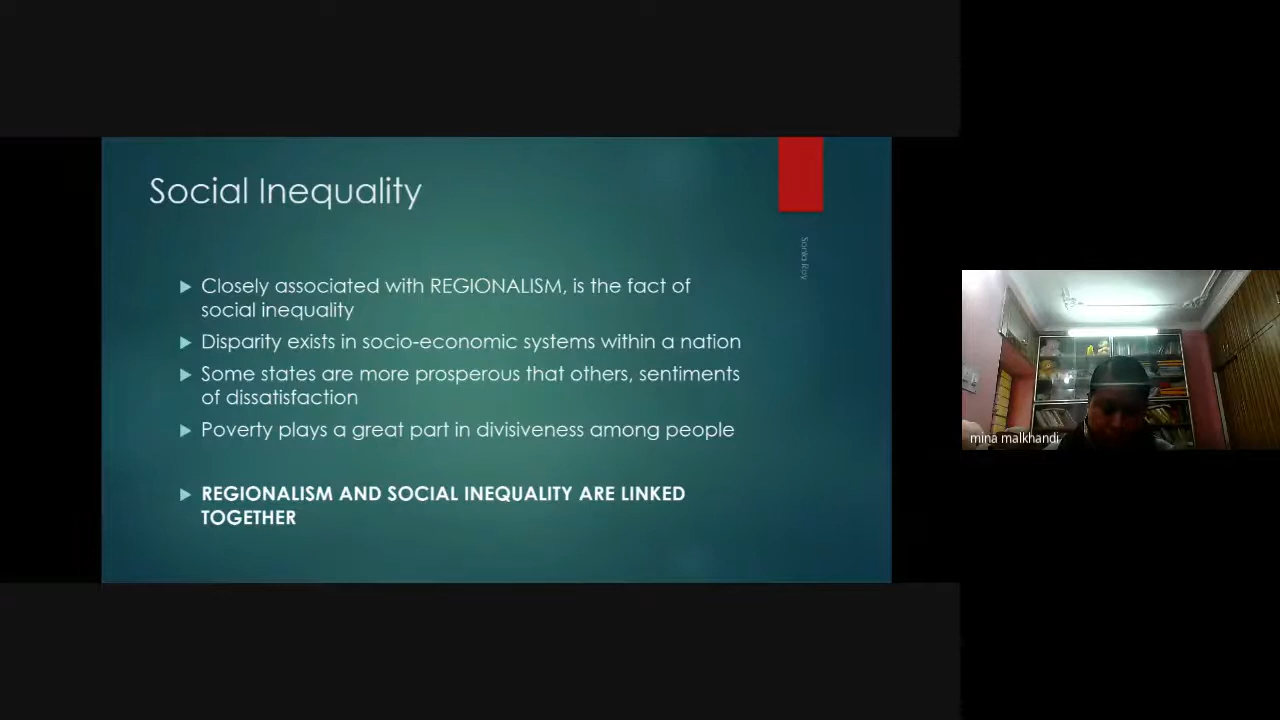 Social Inequality
Closely associated with REGIONALISM, is the fact of
social inequality
Disparity exists in socio-economic systems within a nation
Some states are more prosperous that others, sentiments
of dissatisfaction
Poverty plays a great part in divisiveness among people
REGIONALISM AND SOCIAL INEQUALITY ARE LINKED
TOGETHER
Sonia Roy
mina malkhandi